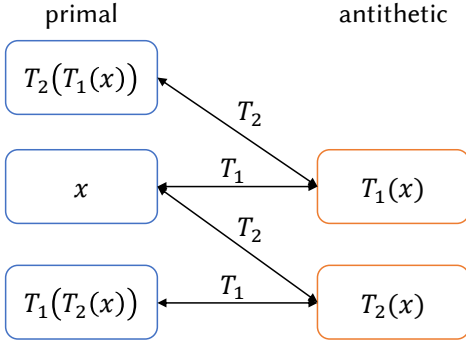 primal antithetic
T₂(T₁(x))
T₂
x T₁ T₁(x)
T₂
T₁(T₂(x)) T₁ T₂(x)